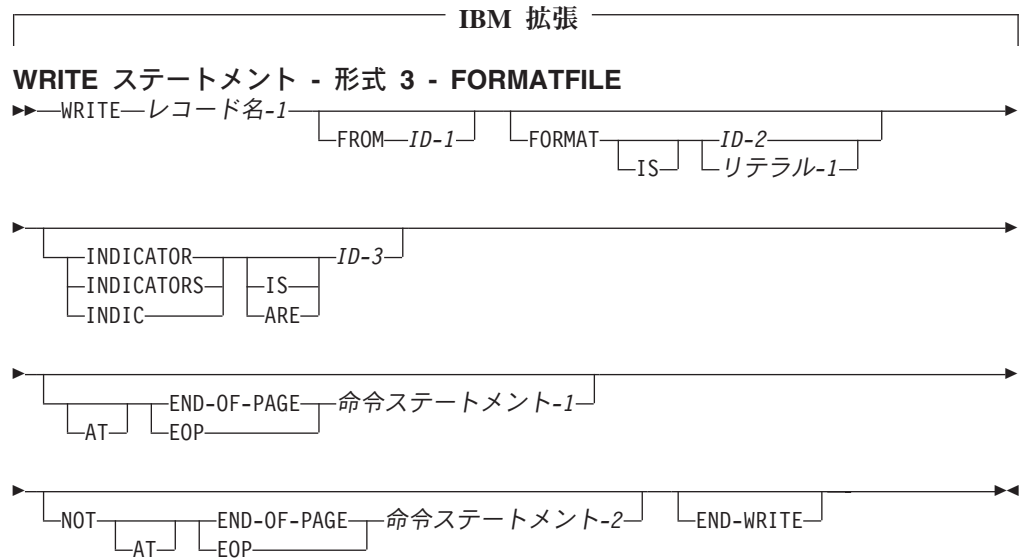 IBM 拡張
WRITE ステートメント - 形式 3 - FORMATFILE
WRITE レコード名-1
FROM ID-1
FORMAT
IS
ID-2
リテラル-1
INDICATOR
INDICATORS
INDIC
IS
ARE
ID-3
AT
END-OF-PAGE
EOP
命令ステートメント-1
NOT
AT
END-OF-PAGE
EOP
命令ステートメント-2
END-WRITE